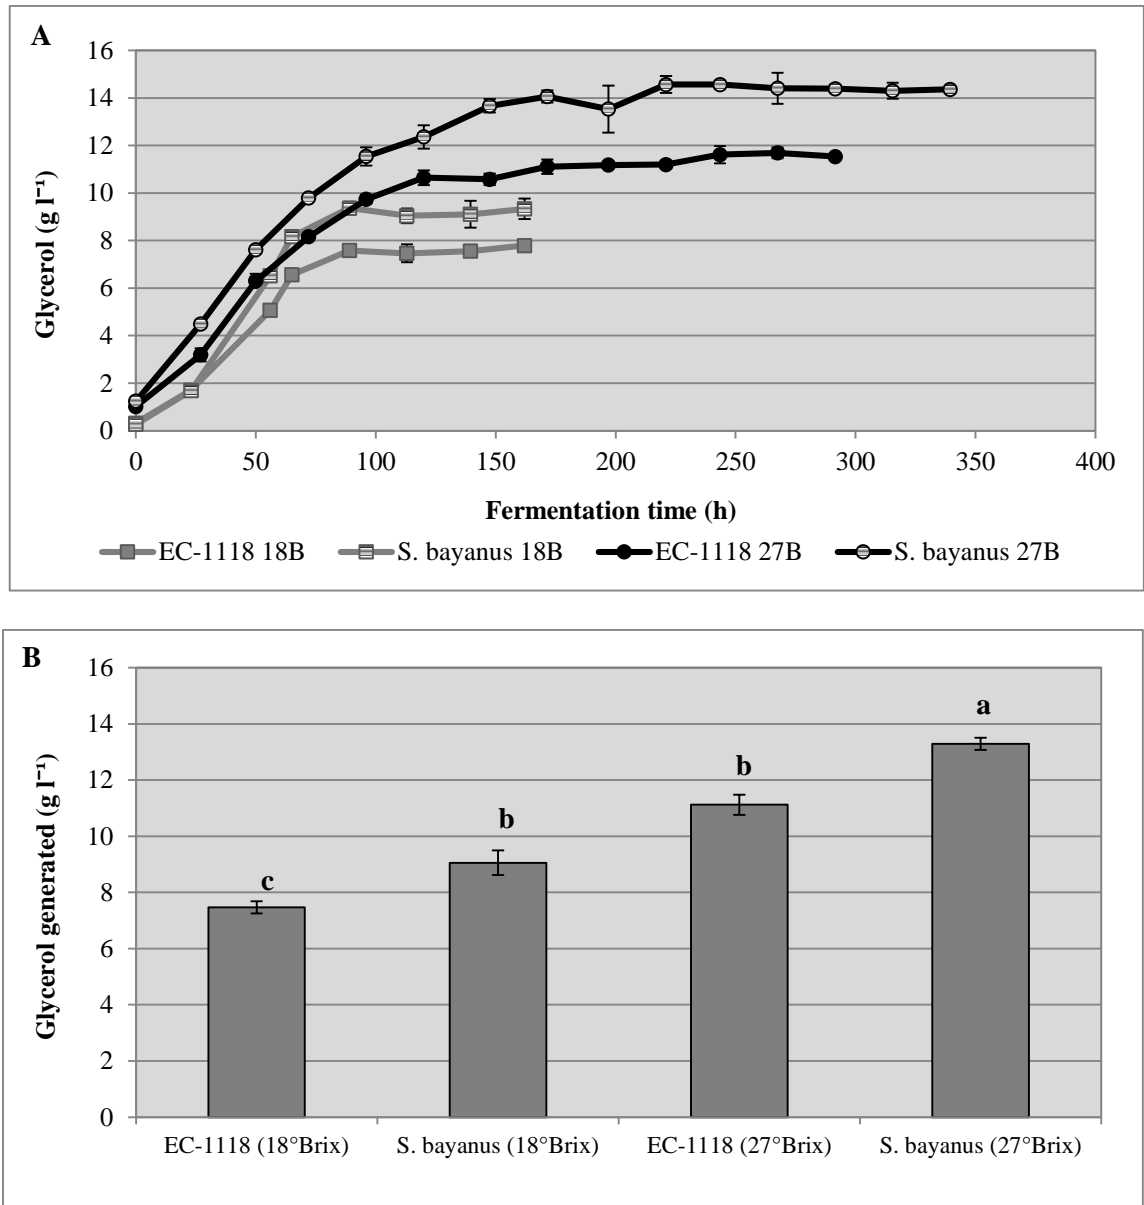 A
16
14
12
10
8
6
4
2
0
Glycerol (g l⁻¹)
0 50 100 150 200 250 300 350 400
Fermentation time (h)
EC-1118 18B S. bayanus 18B EC-1118 27B S. bayanus 27B
B
16
14
12
10
8
6
4
2
0
Glycerol generated (g l⁻¹)
c
b
b
a
EC-1118 (18°Brix) S. bayanus (18°Brix) EC-1118 (27°Brix) S. bayanus (27°Brix)